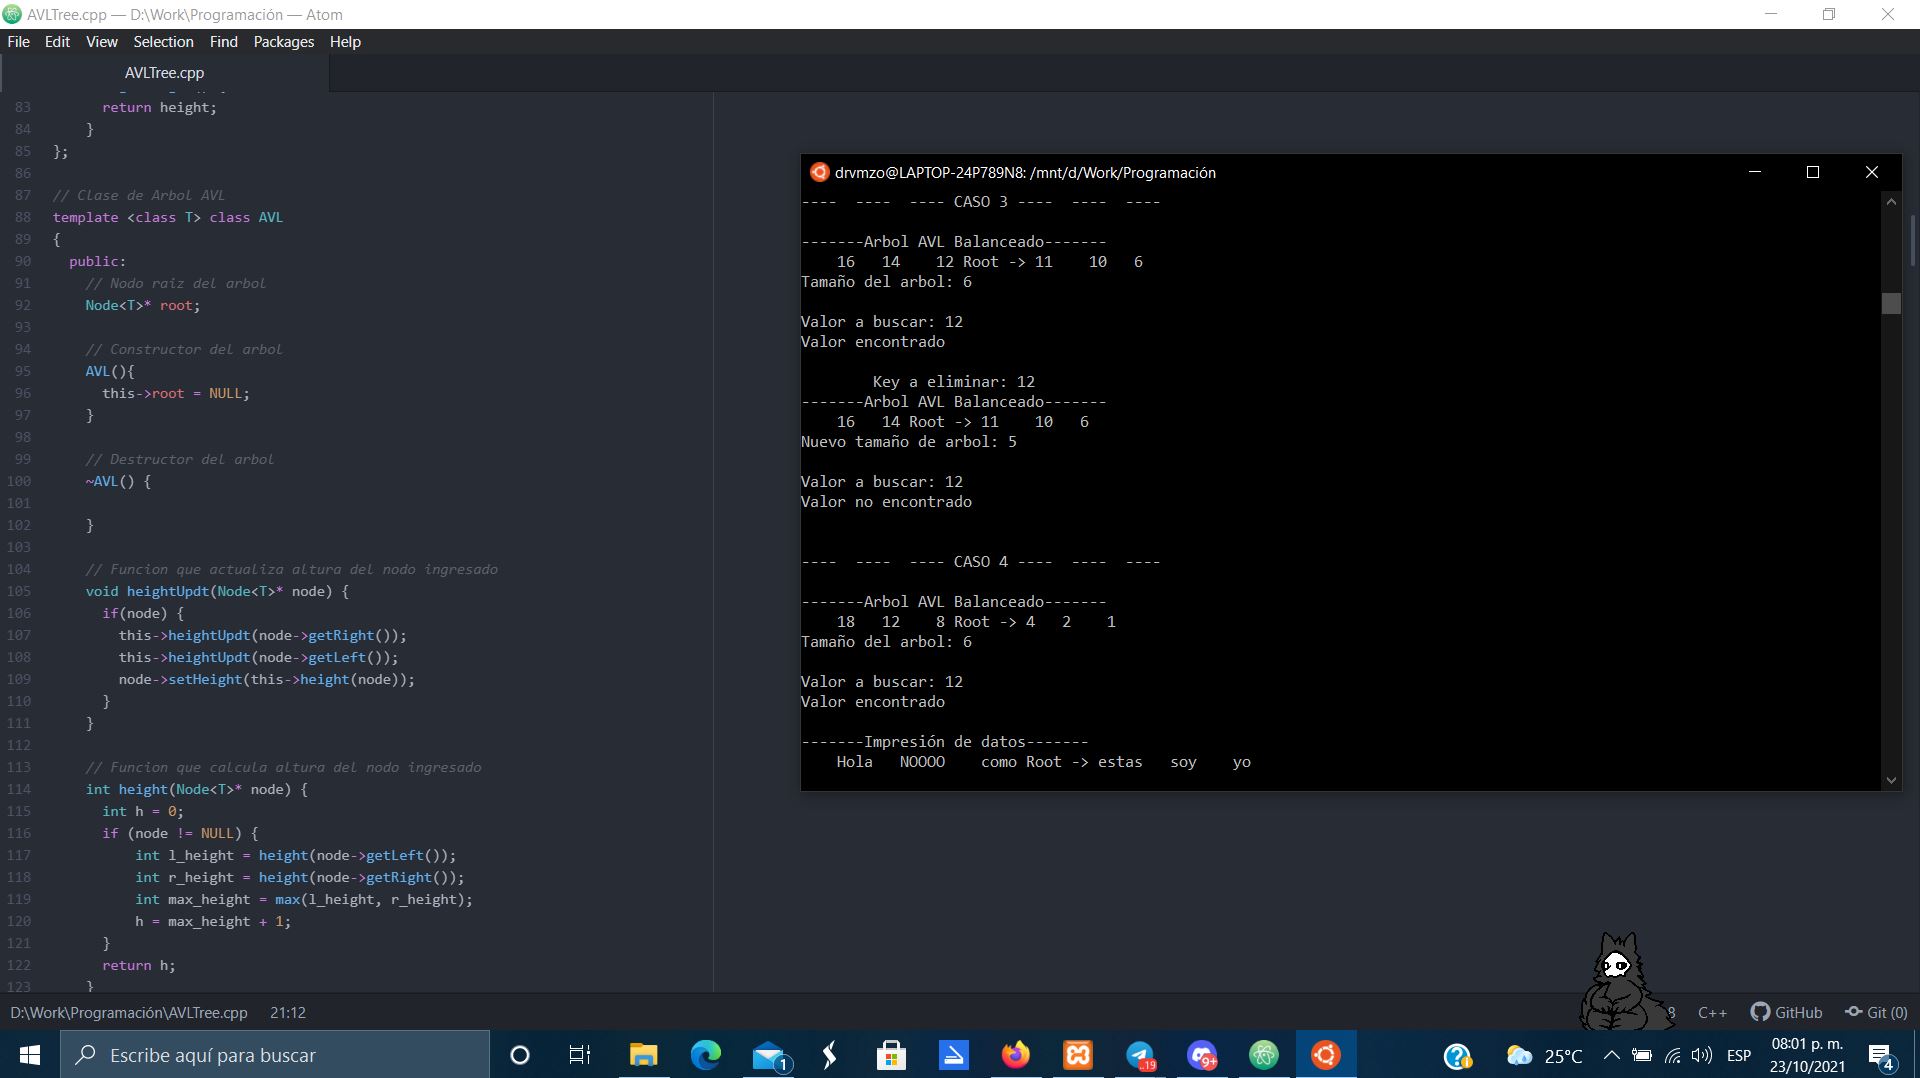 AVLTree.cpp — D:\Work\Programación — Atom
File Edit View Selection Find Packages Help
AVLTree.cpp
83 return height;
84 }
85 };
86
87 // Clase de Arbol AVL
88 template <class T> class AVL
89 {
90 public:
91 // Nodo raiz del arbol
92 Node<T>* root;
93
94 // Constructor del arbol
95 AVL(){
96 this->root = NULL;
97 }
98
99 // Destructor del arbol
100 ~AVL() {
101
102 }
103
104 // Funcion que actualiza altura del nodo ingresado
105 void heightUpdt(Node<T>* node) {
106 if(node) {
107 this->heightUpdt(node->getRight());
108 this->heightUpdt(node->getLeft());
109 node->setHeight(this->height(node));
110 }
111 }
112
113 // Funcion que calcula altura del nodo ingresado
114 int height(Node<T>* node) {
115 int h = 0;
116 if (node != NULL) {
117 int l_height = height(node->getLeft());
118 int r_height = height(node->getRight());
119 int max_height = max(l_height, r_height);
120 h = max_height + 1;
121 }
122 return h;
123 }
drvmzo@LAPTOP-24P789N8: /mnt/d/Work/Programación
---- ---- ---- CASO 3 ---- ---- ----
-------Arbol AVL Balanceado-------
16 14 12 Root -> 11 10 6
Tamaño del arbol: 6
Valor a buscar: 12
Valor encontrado
Key a eliminar: 12
-------Arbol AVL Balanceado-------
16 14 Root -> 11 10 6
Nuevo tamaño de arbol: 5
Valor a buscar: 12
Valor no encontrado
---- ---- ---- CASO 4 ---- ---- ----
-------Arbol AVL Balanceado-------
18 12 8 Root -> 4 2 1
Tamaño del arbol: 6
Valor a buscar: 12
Valor encontrado
-------Impresión de datos-------
Hola NOOOO como Root -> estas soy yo
D:\Work\Programación\AVLTree.cpp 21:12
8 C++ GitHub Git (0)
Escribe aquí para buscar
1 19 9+ 25°C ESP 08:01 p. m.
23/10/2021 4